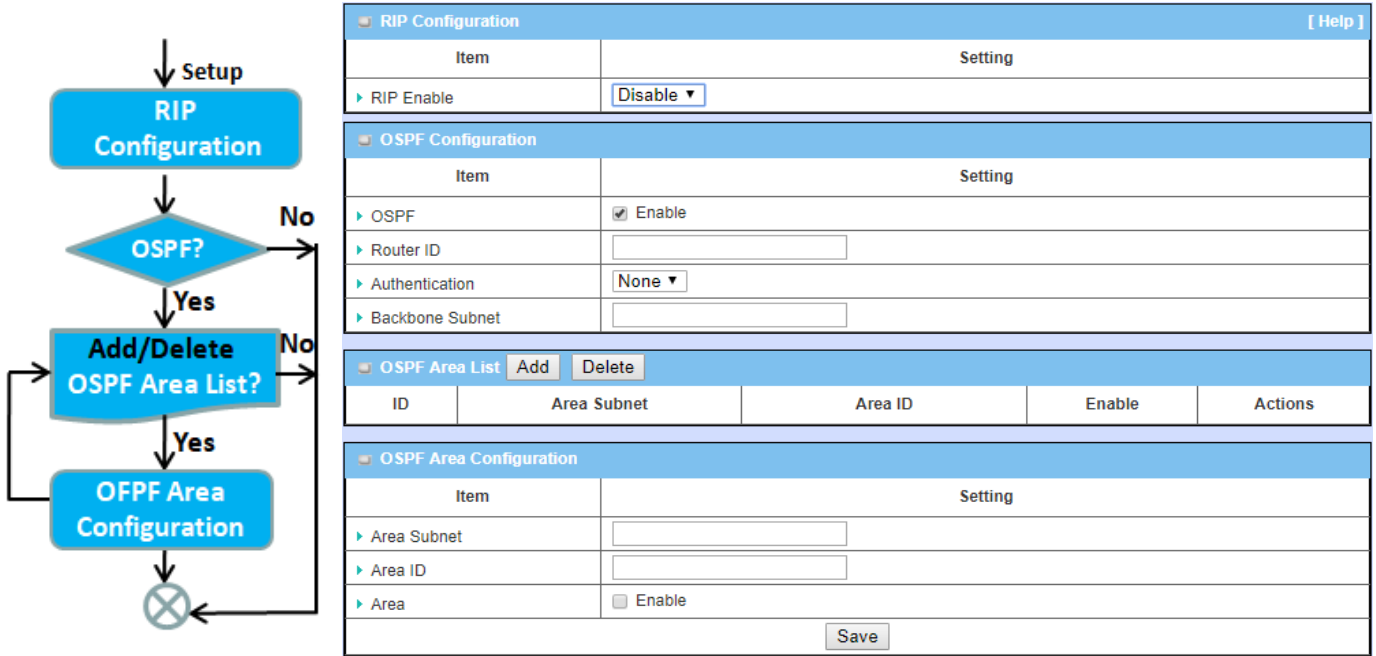 Setup
RIP
Configuration
No
OSPF?
Yes
Add/Delete
No
OSPF Area List?
Yes
OFPF Area
Configuration
RIP Configuration [ Help ]
Item Setting
RIP Enable Disable
OSPF Configuration
Item Setting
OSPF Enable
Router ID
Authentication None
Backbone Subnet
OSPF Area List Add Delete
ID Area Subnet Area ID Enable Actions
OSPF Area Configuration
Item Setting
Area Subnet
Area ID
Area Enable
Save